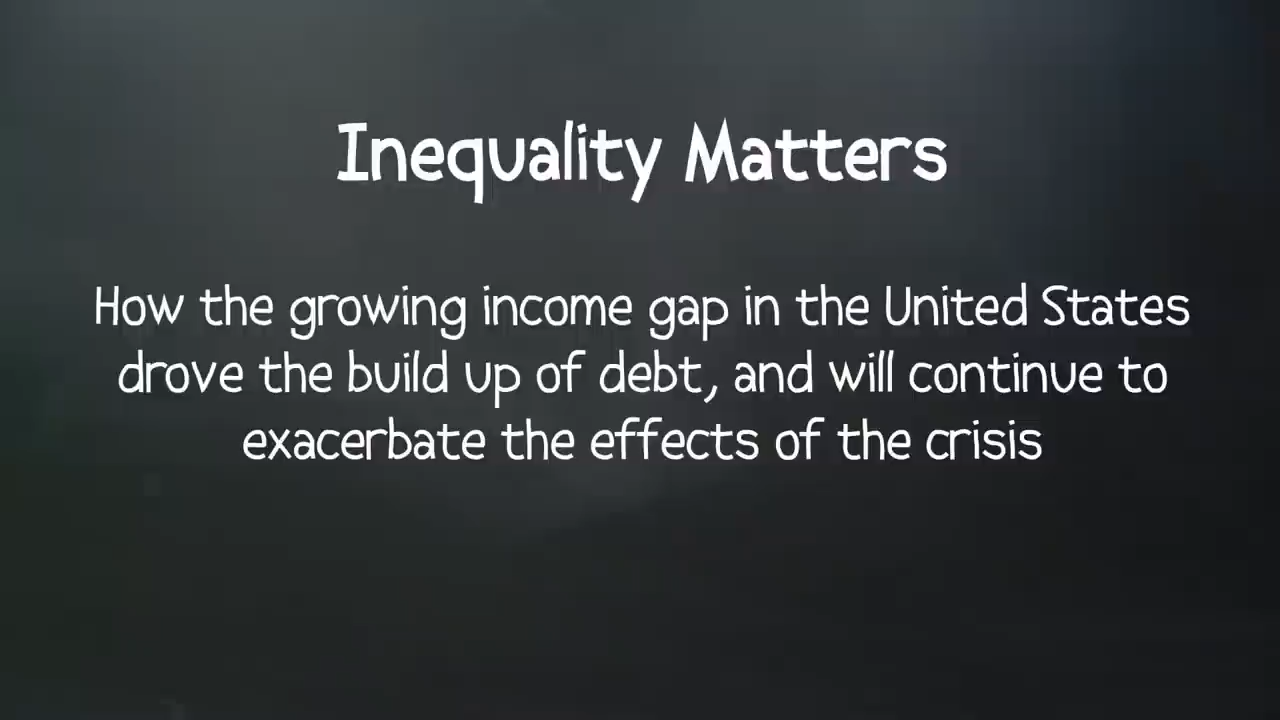 Inequality Matters
How the growing income gap in the United States
drove the build up of debt, and will continue to
exacerbate the effects of the crisis